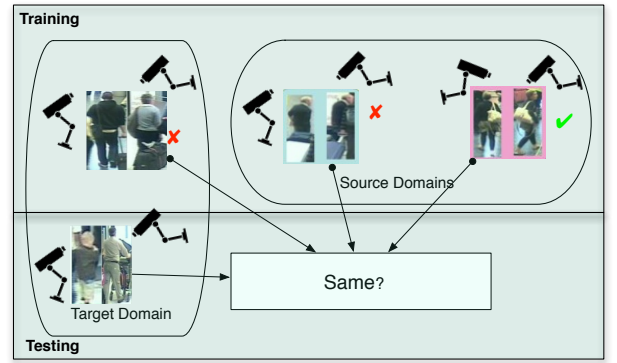 Training
Source Domains
Same?
Target Domain
Testing